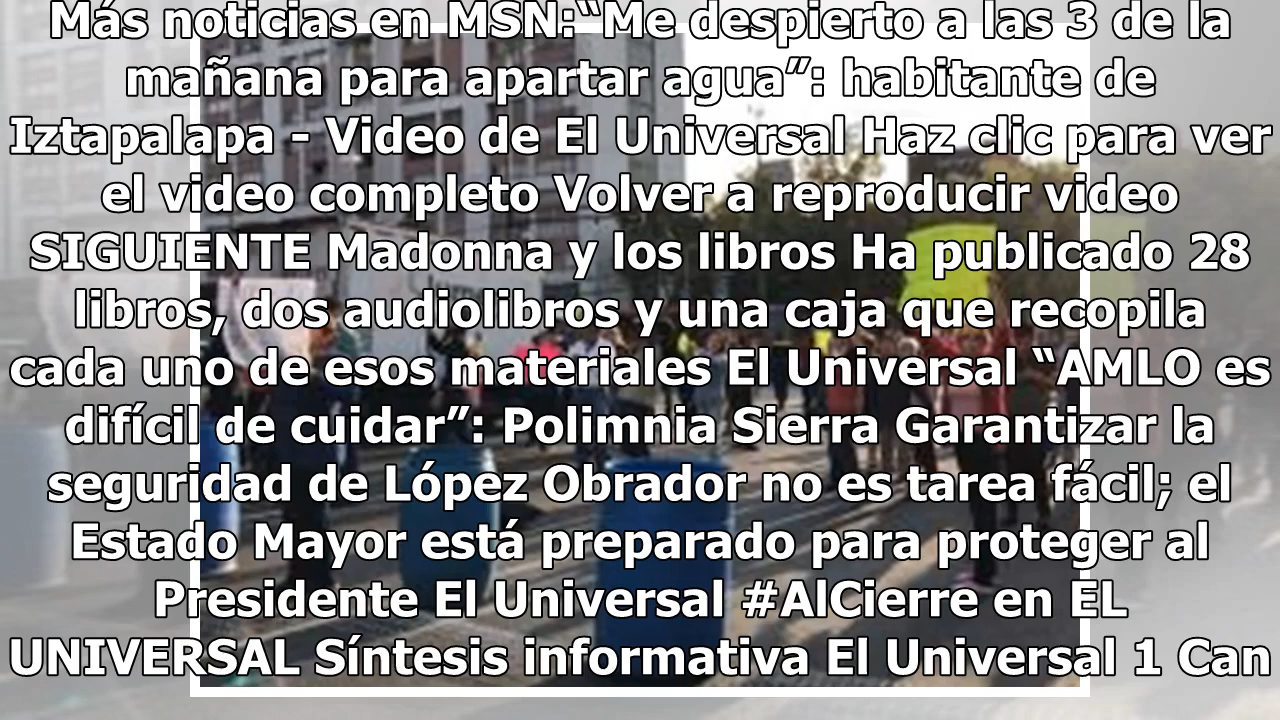 Más noticias en MSN:“Me despierto a las 3 de la
mañana para apartar agua”: habitante de
Iztapalapa - Video de El Universal Haz clic para ver
el video completo Volver a reproducir video
SIGUIENTE Madonna y los libros Ha publicado 28
libros, dos audiolibros y una caja que recopila
cada uno de esos materiales El Universal “AMLO es
difícil de cuidar”: Polimnia Sierra Garantizar la
seguridad de López Obrador no es tarea fácil; el
Estado Mayor está preparado para proteger al
Presidente El Universal #AlCierre en EL
UNIVERSAL Síntesis informativa El Universal 1 Can